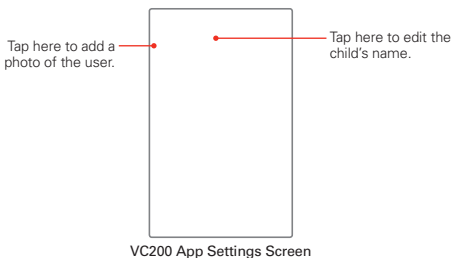 Tap here to add a
photo of the user.
Tap here to edit the
child's name.
VC200 App Settings Screen